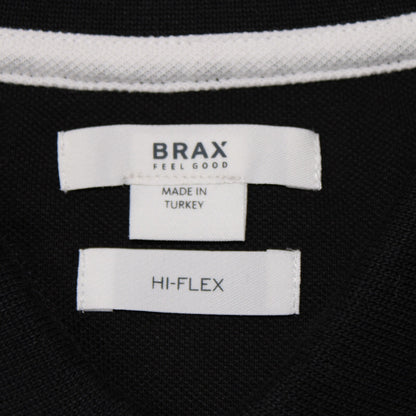 BRAX
FEEL GOOD
MADE IN
TURKEY
HI-FLEX